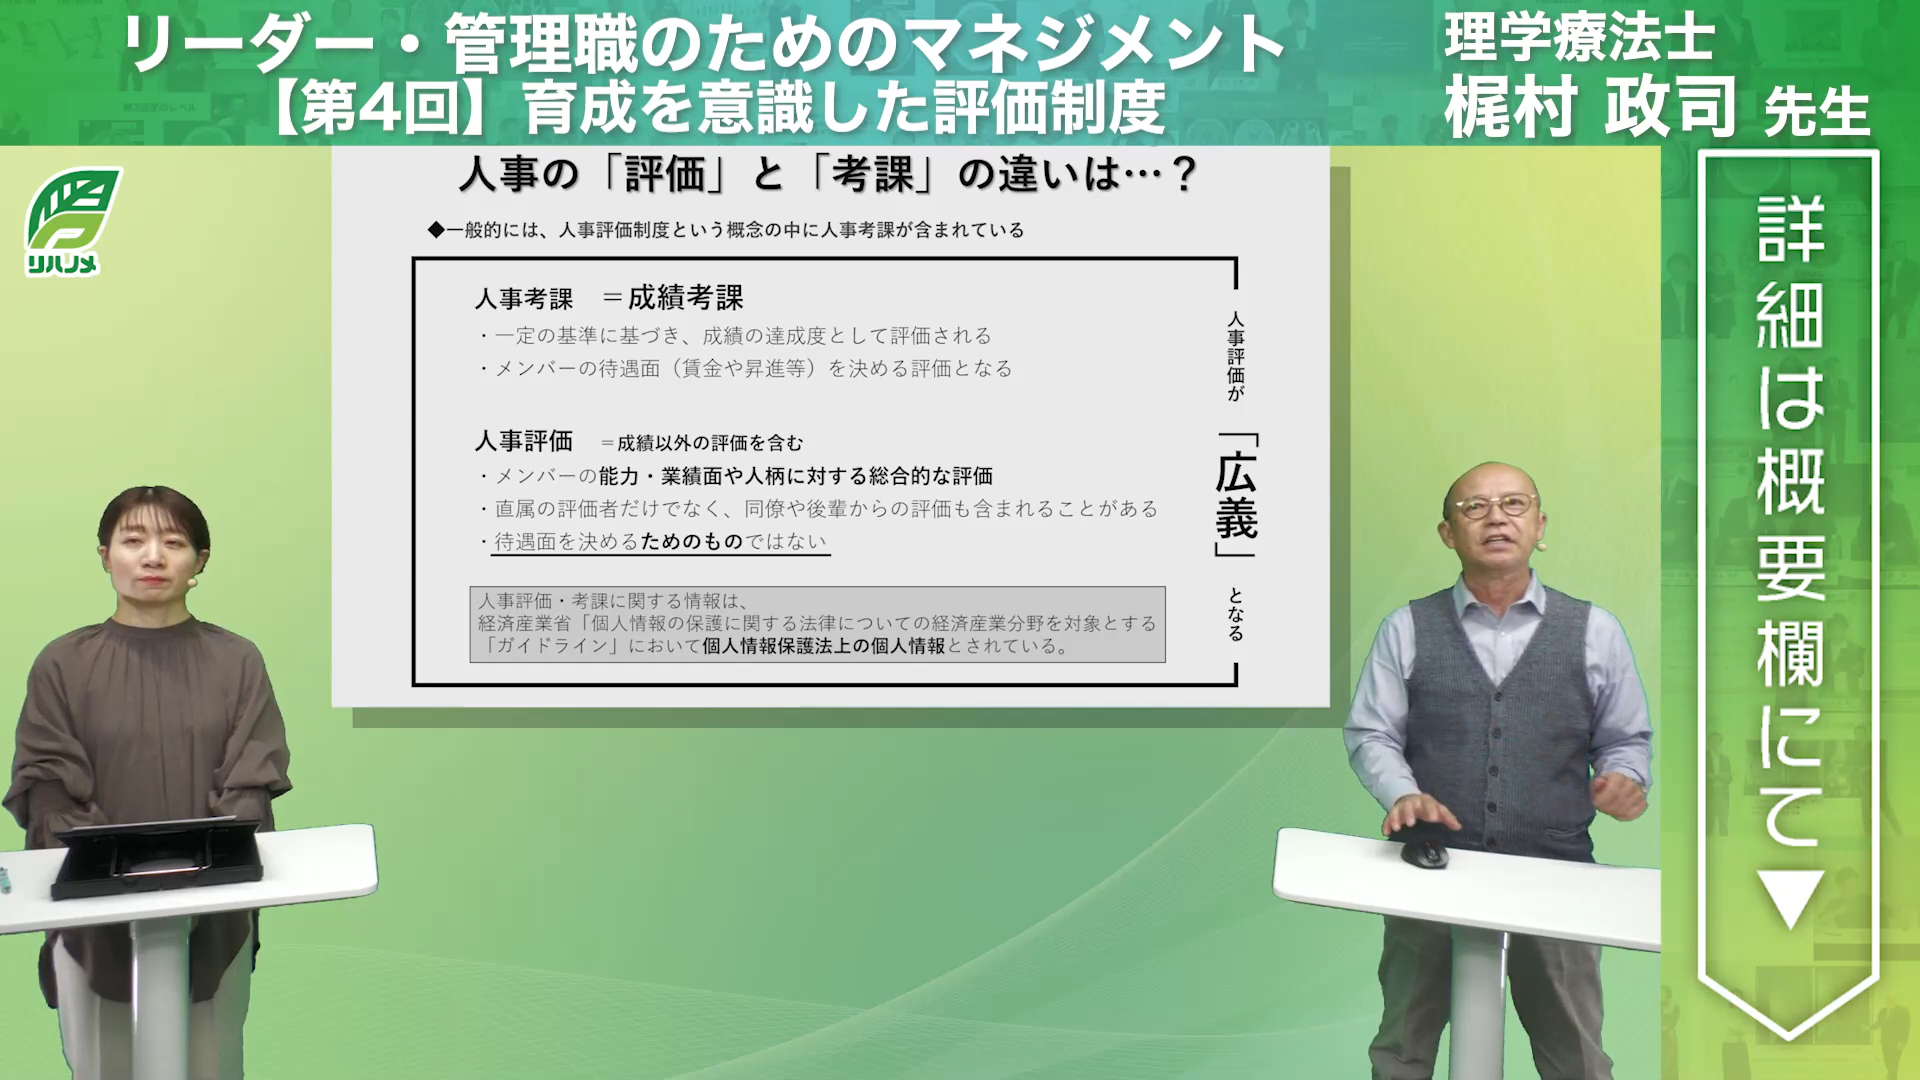 リーダー・管理職のためのマネジメント
【第4回】育成を意識した評価制度
理学療法士
梶村 政司 先生
リハノメ
人事の「評価」と「考課」の違いは…？
◆一般的には、人事評価制度という概念の中に人事考課が含まれている
人事考課 ＝成績考課
・一定の基準に基づき、成績の達成度として評価される
・メンバーの待遇面（賃金や昇進等）を決める評価となる
人事評価 ＝成績以外の評価を含む
・メンバーの能力・業績面や人柄に対する総合的な評価
・直属の評価者だけでなく、同僚や後輩からの評価も含まれることがある
・待遇面を決めるためのものではない
人事評価・考課に関する情報は、
経済産業省「個人情報の保護に関する法律についての経済産業分野を対象とする
「ガイドライン」において個人情報保護法上の個人情報とされている。
人事評価が
「広義」
となる
詳細は概要欄にて▼